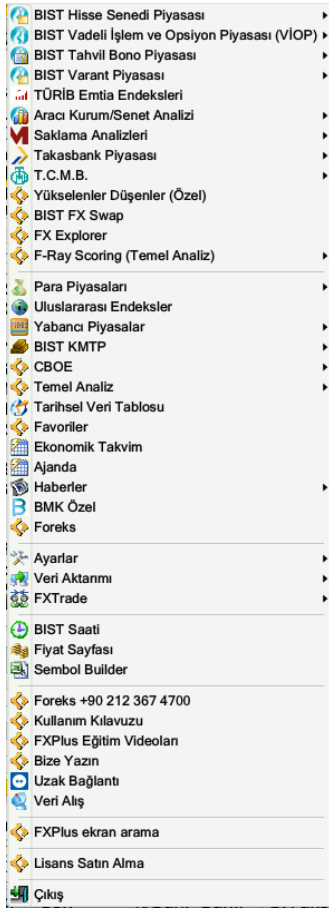 BIST Hisse Senedi Piyasası
BIST Vadeli İşlem ve Opsiyon Piyasası (VİOP)
BIST Tahvil Bono Piyasası
BIST Varant Piyasası
TÜRİB Emtia Endeksleri
Aracı Kurum/Senet Analizi
Saklama Analizleri
Takasbank Piyasası
T.C.M.B.
Yükselenler Düşenler (Özel)
BIST FX Swap
FX Explorer
F-Ray Scoring (Temel Analiz)
Para Piyasaları
Uluslararası Endeksler
Yabancı Piyasalar
BIST KMTP
CBOE
Temel Analiz
Tarihsel Veri Tablosu
Favoriler
Ekonomik Takvim
Ajanda
Haberler
BMK Özel
Foreks
Ayarlar
Veri Aktarımı
FXTrade
BIST Saati
Fiyat Sayfası
Sembol Builder
Foreks +90 212 367 4700
Kullanım Kılavuzu
FXPlus Eğitim Videoları
Bize Yazın
Uzak Bağlantı
Veri Alış
FXPlus ekran arama
Lisans Satın Alma
Çıkış